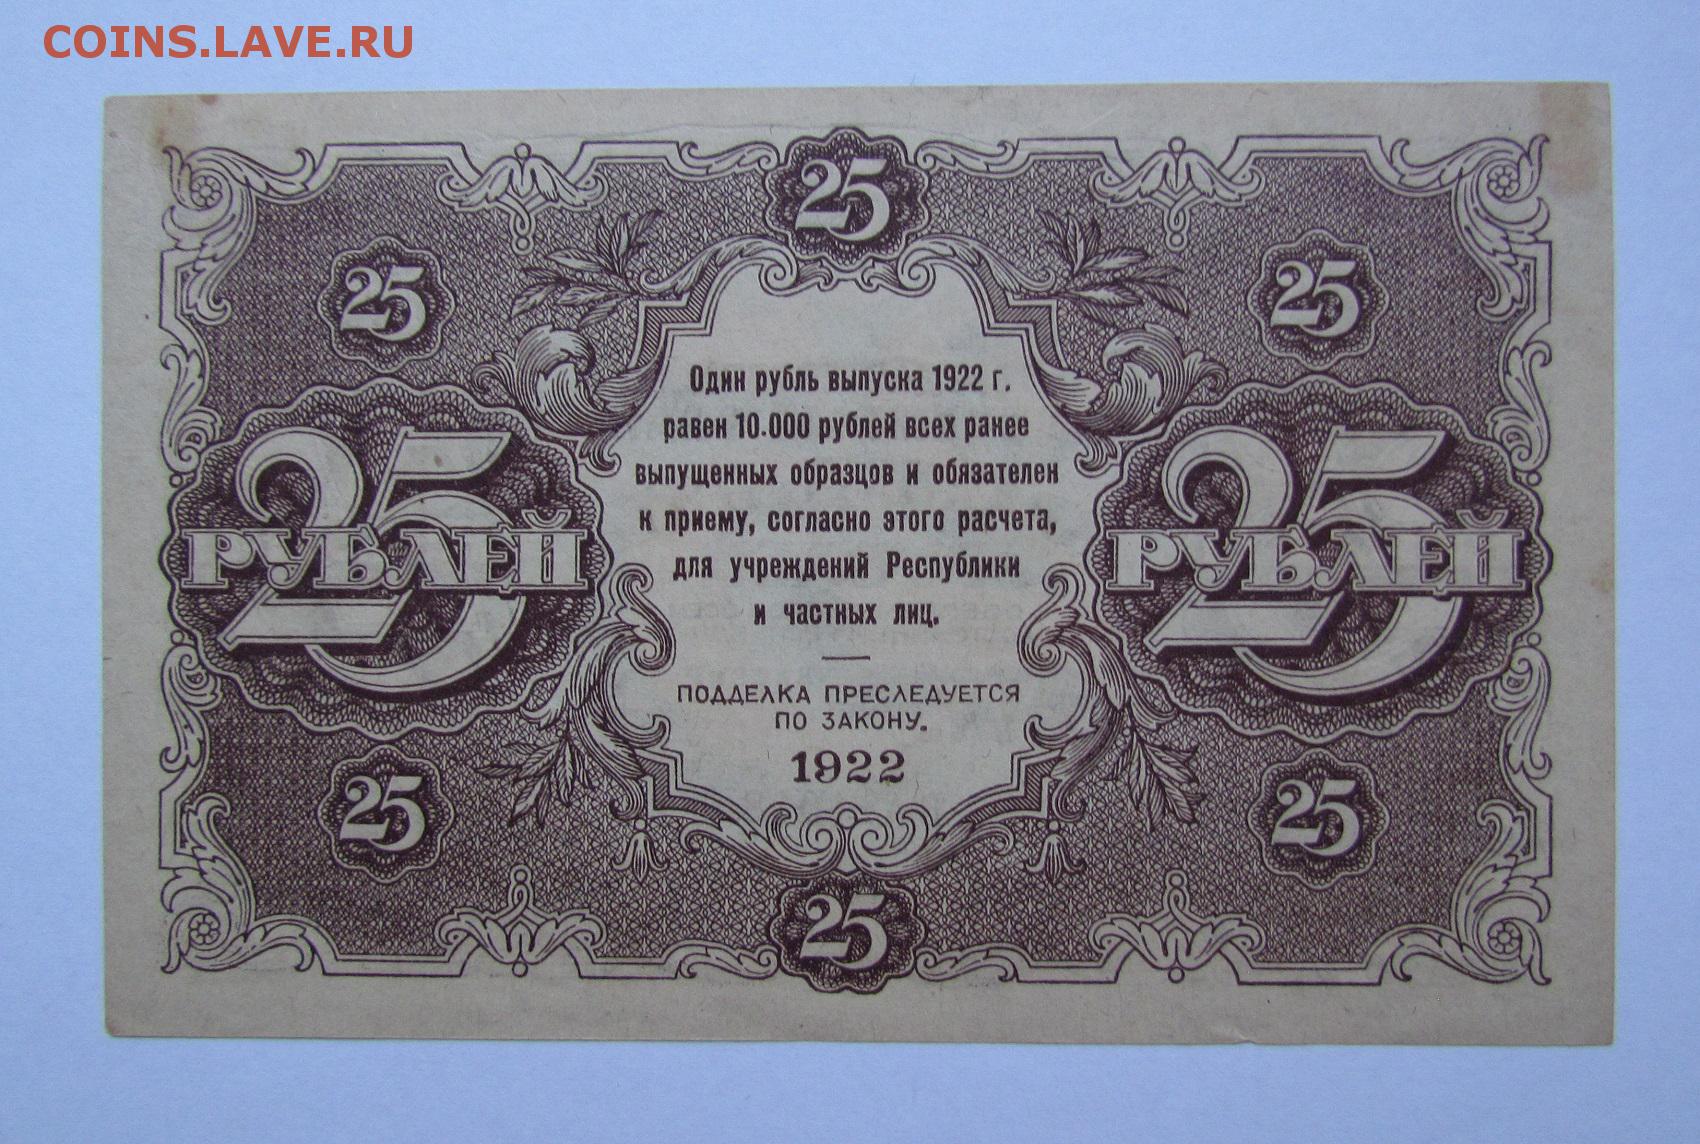 COINS.LAVE.RU
25
25
25
Один рубль выпуска 1922 г.
равен 10.000 рублей всех ранее
выпущенных образцов и обязателен
к приему, согласно этого расчета,
для учреждений Республики
и частных лиц.
25 РУБЛЕЙ
25 РУБЛЕЙ
ПОДДЕЛКА ПРЕСЛЕДУЕТСЯ
ПО ЗАКОНУ.
1922
25
25
25